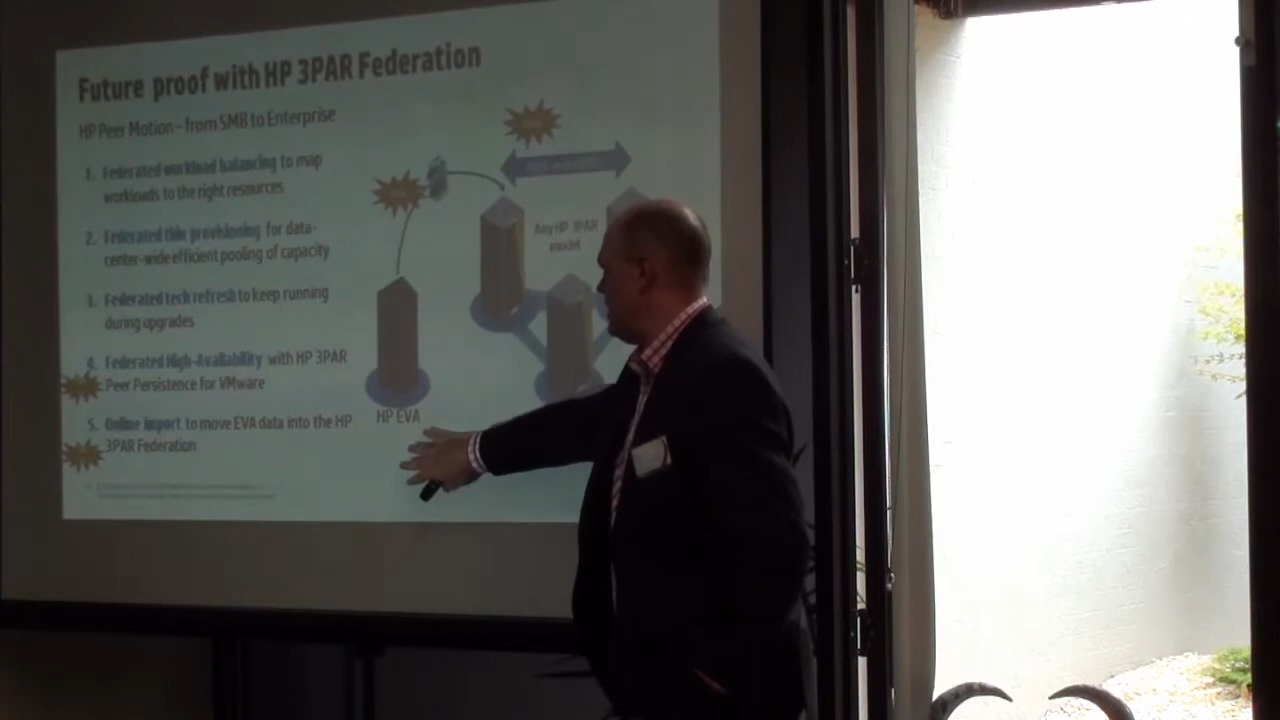 Future proof with HP 3PAR Federation
HP Peer Motion – from SMB to Enterprise
1. Federated workload balancing to map
workloads to the right resources
2. Federated thin provisioning for data-
center-wide efficient pooling of capacity
3. Federated tech refresh to keep running
during upgrades
4. Federated High-Availability with HP 3PAR
Peer Persistence for VMware
5. Online import to move EVA data into the HP
3PAR Federation
Any HP 3PAR
model
HP EVA